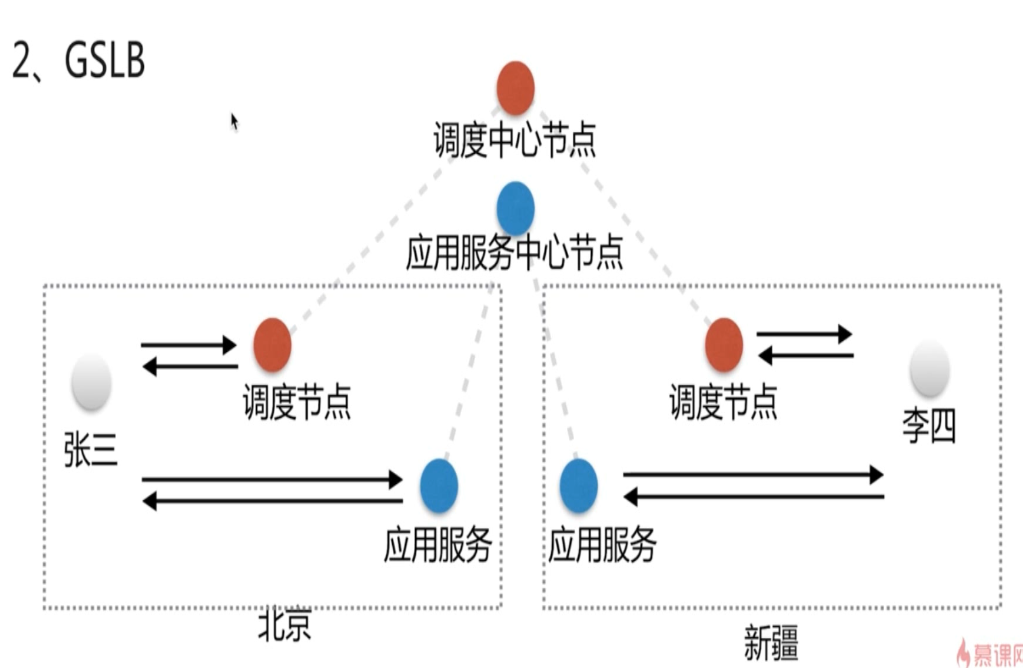 2、GSLB
调度中心节点
应用服务中心节点
调度节点
调度节点
张三
李四
应用服务
应用服务
北京
新疆
慕课网